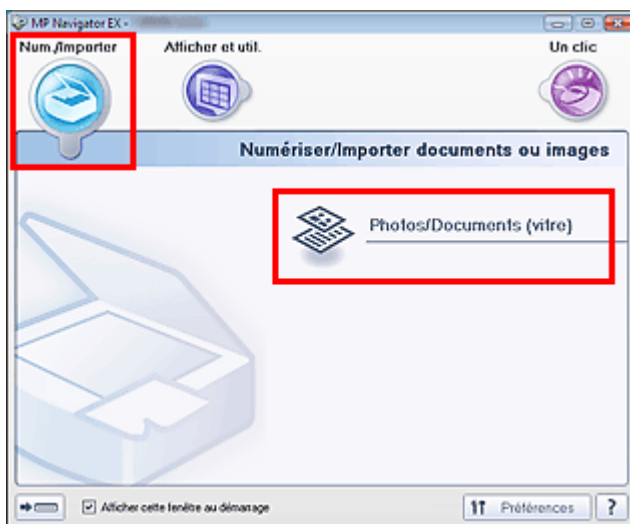 MP Navigator EX -
Num./Importer
Afficher et util.
Un clic
Numériser/Importer documents ou images
Photos/Documents (vitre)
Afficher cette fenêtre au démarrage
Préférences
?